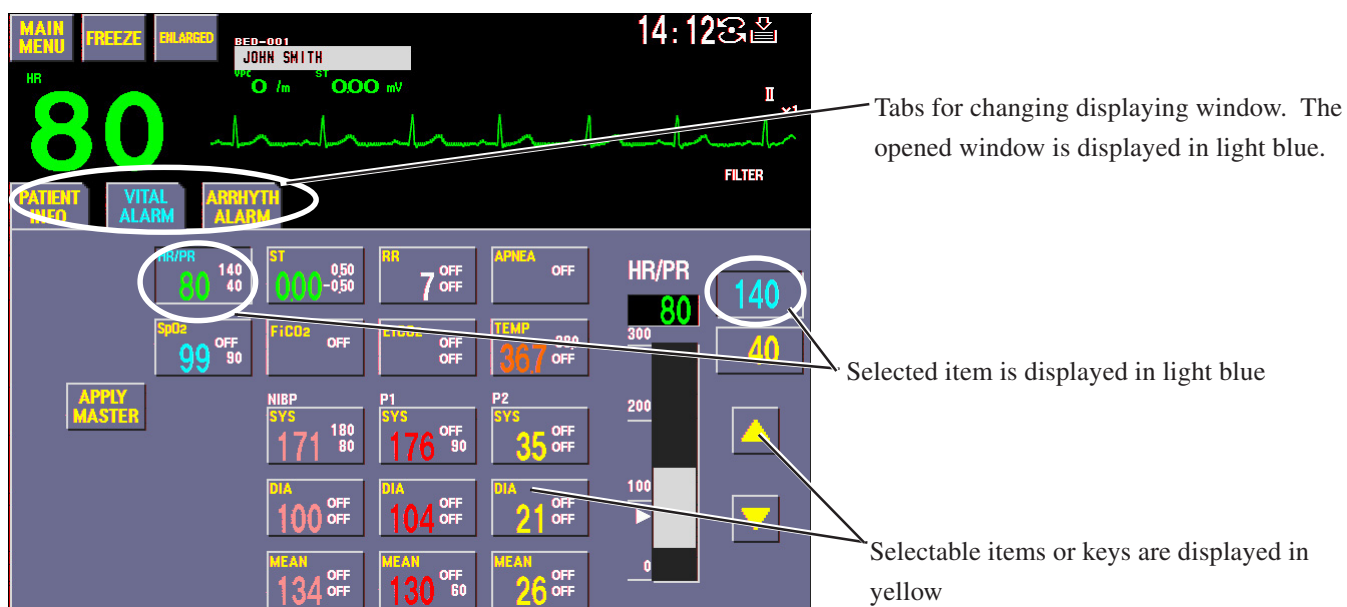 MAIN MENU
FREEZE
ENLARGED
BED-001
JOHN SMITH
14:12
HR
80
VPC 0 /m ST 0.00 mV
II
×1
FILTER
Tabs for changing displaying window. The
opened window is displayed in light blue.
PATIENT INFO
VITAL ALARM
ARRHYTH ALARM
HR/PR 80 140 40
ST 0.00 0.50 -0.50
RR 7 OFF OFF
APNEA OFF
HR/PR
80
140
40
SpO2 99 OFF 90
FiCO2 OFF
OFF OFF
TEMP 36.7 OFF
Selected item is displayed in light blue
APPLY MASTER
NIBP
SYS 171 180 80
P1
SYS 176 OFF 90
P2
SYS 35 OFF OFF
DIA 100 OFF OFF
DIA 104 OFF OFF
DIA 21 OFF OFF
MEAN 134 OFF OFF
MEAN 130 OFF 60
MEAN 26 OFF OFF
300
200
100
0
Selectable items or keys are displayed in
yellow